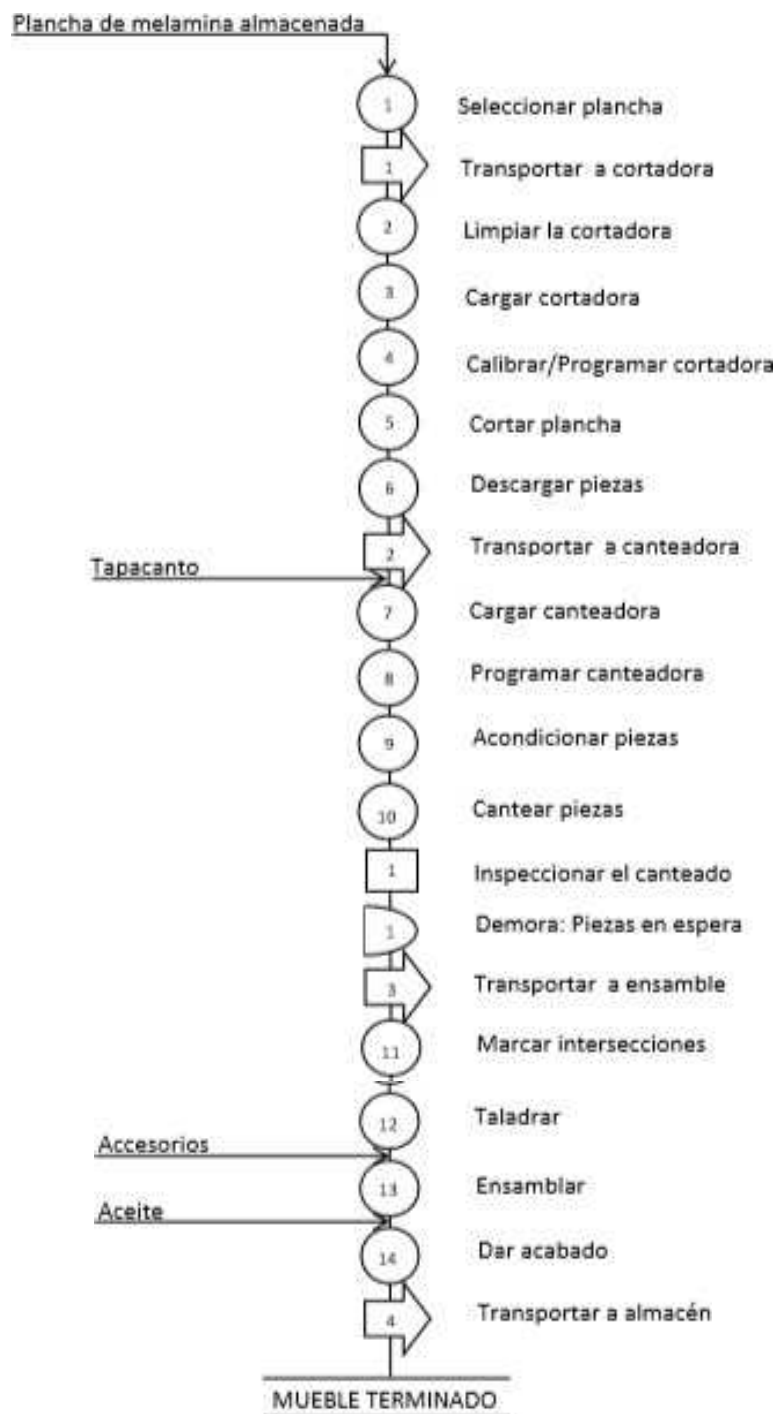 Plancha de melamina almacenada
1 Seleccionar plancha
1 Transportar a cortadora
2 Limpiar la cortadora
3 Cargar cortadora
4 Calibrar/Programar cortadora
5 Cortar plancha
6 Descargar piezas
2 Transportar a canteadora
Tapacanto
7 Cargar canteadora
8 Programar canteadora
9 Acondicionar piezas
10 Cantear piezas
1 Inspeccionar el canteado
1 Demora: Piezas en espera
3 Transportar a ensamble
11 Marcar intersecciones
12 Taladrar
Accesorios
13 Ensamblar
Aceite
14 Dar acabado
4 Transportar a almacén
MUEBLE TERMINADO